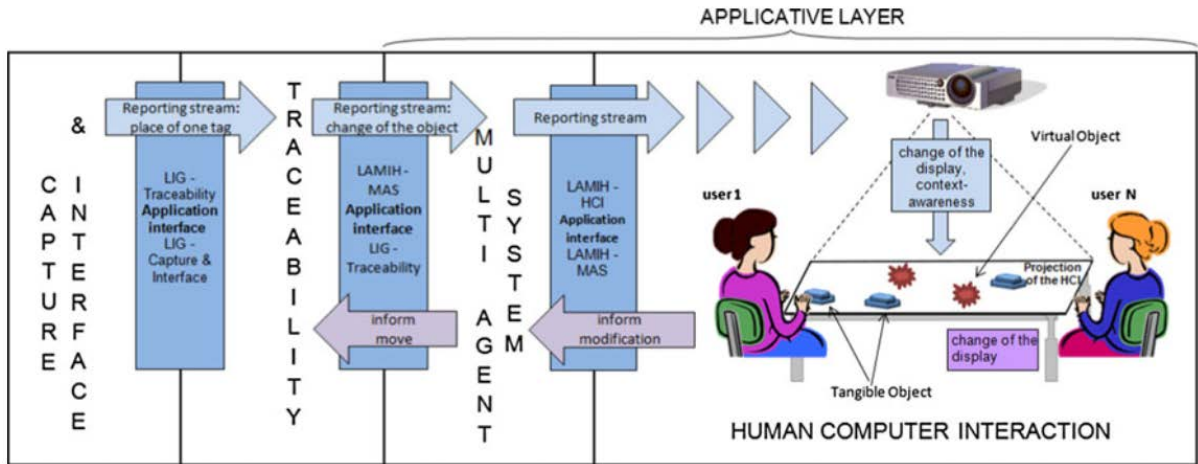 APPLICATIVE LAYER
CAPTURE
& INTERFACE
Reporting stream:
place of one tag
LIG -
Traceability
Application
interface
LIG -
Capture &
Interface
TRACEABILITY
Reporting stream:
change of the object
LAMIH -
MAS
Application
interface
LIG -
Traceability
inform
move
MULTI AGENT
SYSTEM
Reporting stream
LAMIH -
HCI
Application
interface
LAMIH -
MAS
inform
modification
change of the
display,
context-
awareness
Virtual Object
user1
user N
Projection
of the HCI
change of the
display
Tangible Object
HUMAN COMPUTER INTERACTION